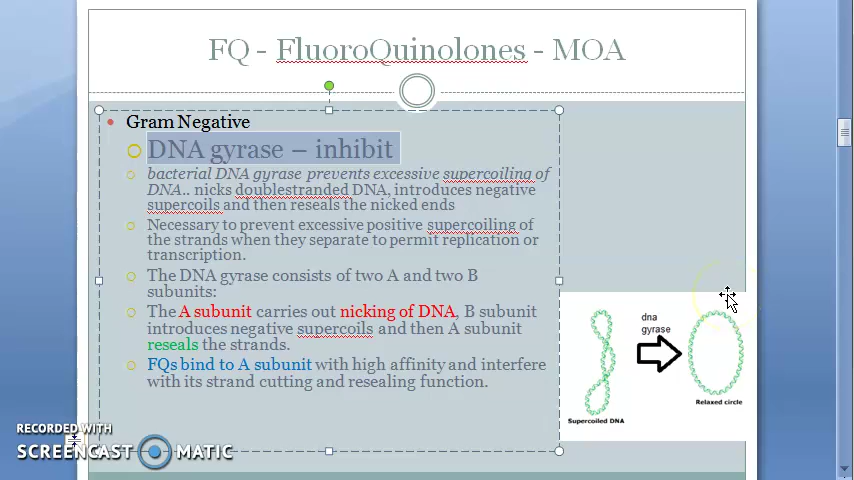 FQ - FluoroQuinolones - MOA
Gram Negative
DNA gyrase – inhibit
bacterial DNA gyrase prevents excessive supercoiling of
DNA.. nicks doublestranded DNA, introduces negative
supercoils and then reseals the nicked ends
Necessary to prevent excessive positive supercoiling of
the strands when they separate to permit replication or
transcription.
The DNA gyrase consists of two A and two B
subunits:
The A subunit carries out nicking of DNA, B subunit
introduces negative supercoils and then A subunit
reseals the strands.
FQs bind to A subunit with high affinity and interfere
with its strand cutting and resealing function.
dna
gyrase
Relaxed circle
Supercoiled DNA
RECORDED WITH
SCREENCAST MATIC